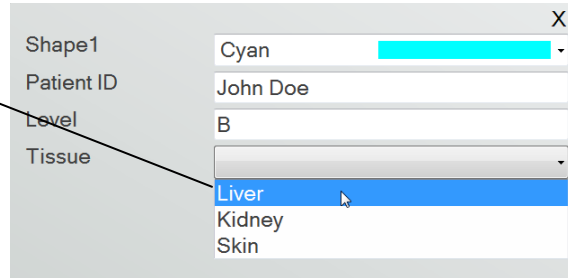 X
Shape1 Cyan
Patient ID John Doe
Level B
Tissue
Liver
Kidney
Skin